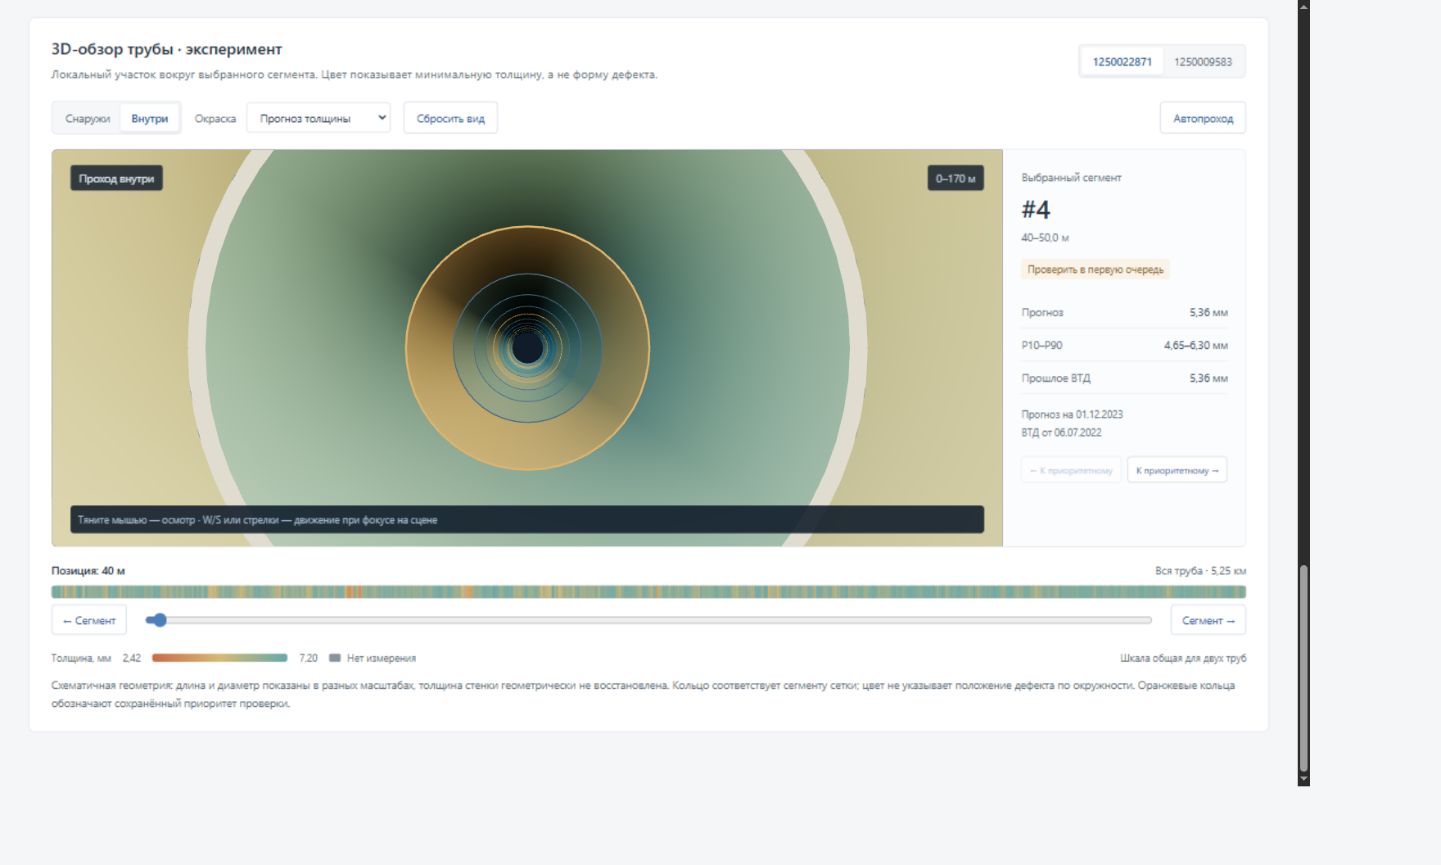 3D-обзор трубы · эксперимент
Локальный участок вокруг выбранного сегмента. Цвет показывает минимальную толщину, а не форму дефекта.
1250022871 1250009583
Снаружи Внутри Окраска Прогноз толщины Сбросить вид Автопроход
Проход внутри
0–170 м
Выбранный сегмент
#4
40–50,0 м
Проверить в первую очередь
Прогноз 5,36 мм
P10–P90 4,65–6,30 мм
Прошлое ВТД 5,36 мм
Прогноз на 01.12.2023
ВТД от 06.07.2022
← К приоритетному К приоритетному →
Тяните мышью — осмотр · W/S или стрелки — движение при фокусе на сцене
Позиция: 40 м Вся труба · 5,25 км
← Сегмент Сегмент →
Толщина, мм 2,42 7,20 Нет измерения Шкала общая для двух труб
Схематичная геометрия: длина и диаметр показаны в разных масштабах, толщина стенки геометрически не восстановлена. Кольцо соответствует сегменту сетки; цвет не указывает положение дефекта по окружности. Оранжевые кольца
обозначают сохранённый приоритет проверки.